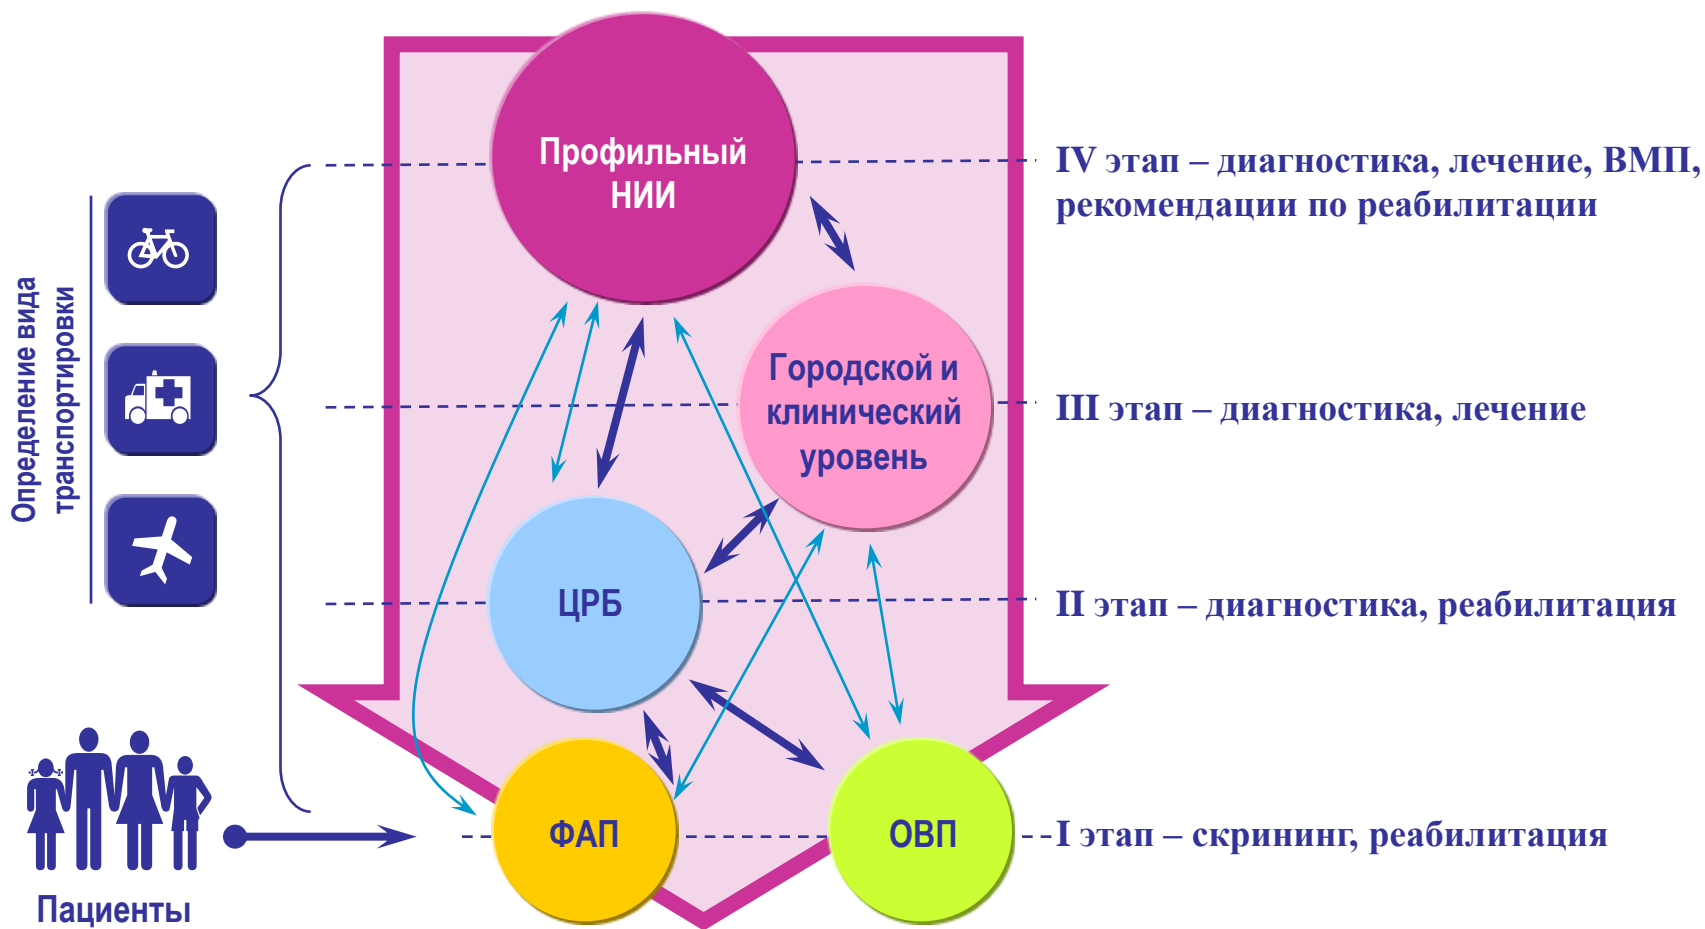 Профильный
НИИ
IV этап – диагностика, лечение, ВМП,
рекомендации по реабилитации
Определение вида
транспортировки
Городской и
клинический
уровень
III этап – диагностика, лечение
ЦРБ
II этап – диагностика, реабилитация
ФАП
ОВП
I этап – скрининг, реабилитация
Пациенты